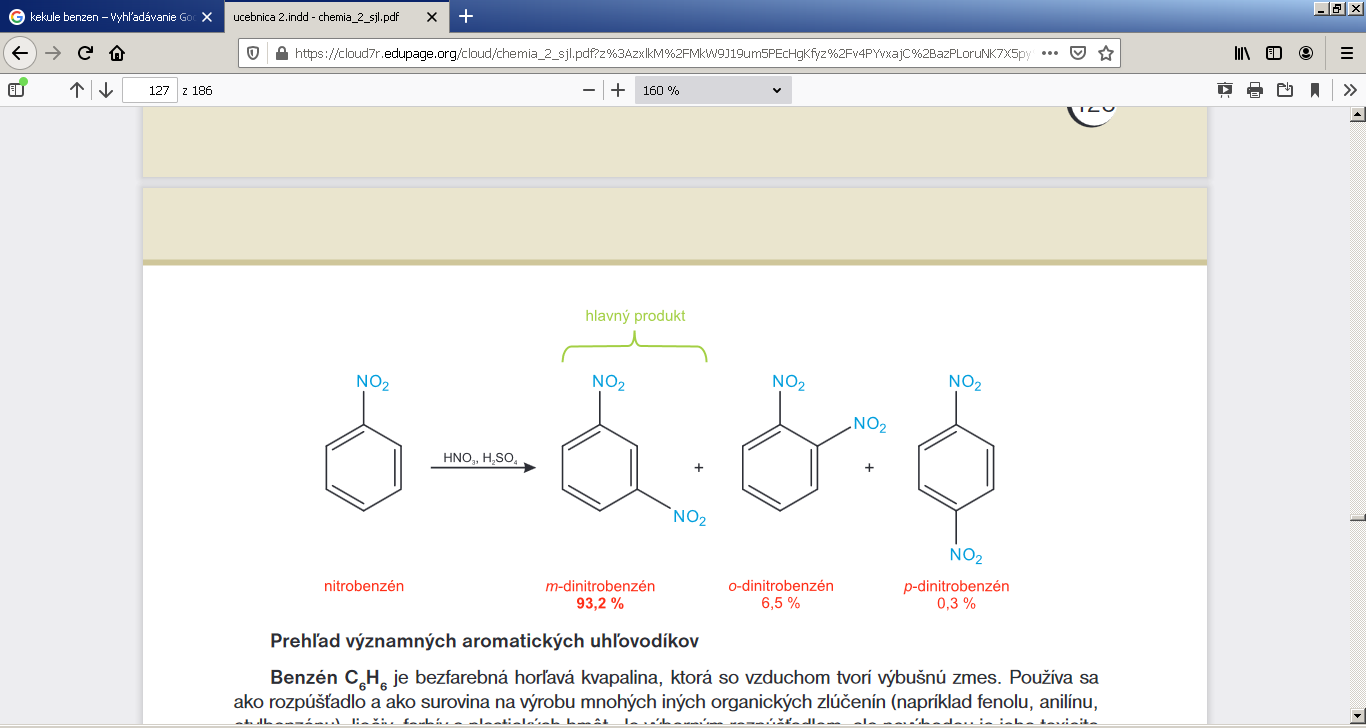 kekule benzen – Vyhľadávanie Goo
ucebnica 2.indd - chemia_2_sjl.pdf
https://cloud7r.edupage.org/cloud/chemia_2_sjl.pdf?z%3AzxlkM%2FMkW9J19um5PEcHgKfyz%2Fv4PYvxajC%2BazPLoruNK7X5py
127 z 186
160 %
hlavný produkt
NO2 NO2 NO2 NO2
NO2
HNO3, H2SO4
+ +
NO2
NO2
nitrobenzén m-dinitrobenzén o-dinitrobenzén p-dinitrobenzén
93,2 % 6,5 % 0,3 %
Prehľad významných aromatických uhľovodíkov
Benzén C6H6 je bezfarebná horľavá kvapalina, ktorá so vzduchom tvorí výbušnú zmes. Používa sa
ako rozpúšťadlo a ako surovina na výrobu mnohých iných organických zlúčenín (napríklad fenolu, anilínu,